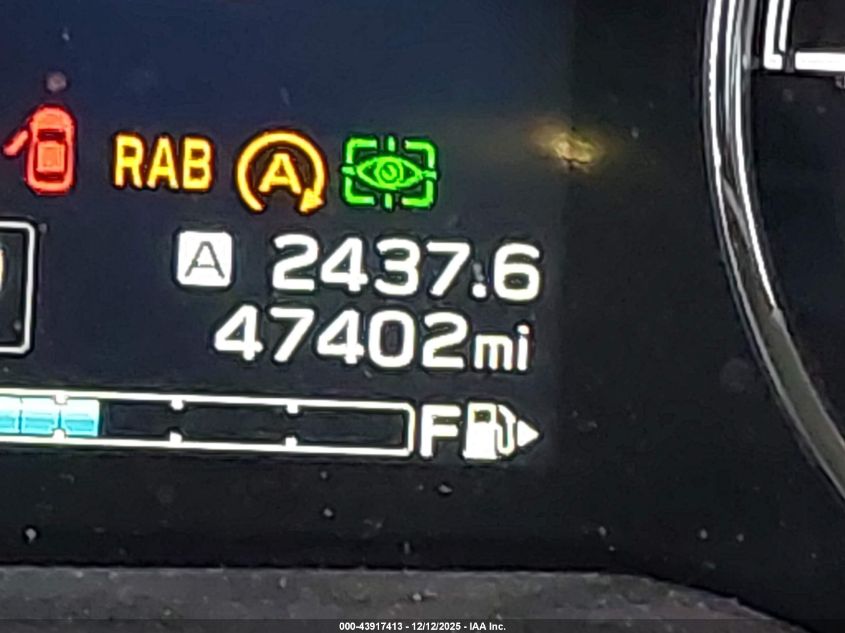 RAB A
A 2437.6
47402mi
F
000-43917413 - 12/12/2025 - IAA Inc.